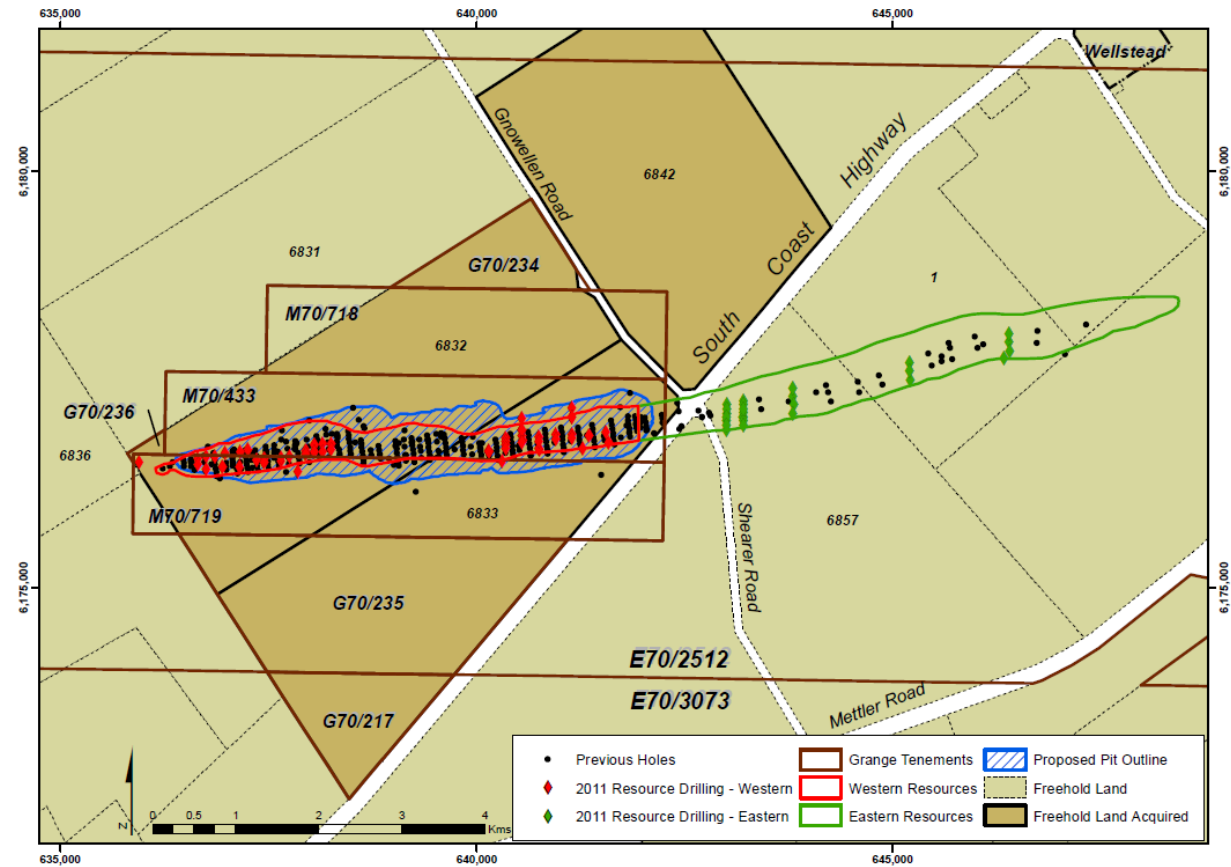 635,000 640,000 645,000
Wellstead
6,180,000 6,180,000
Gnowellen Road
6842
South Coast Highway
6831
G70/234
1
M70/718
6832
M70/433
G70/236
6836
M70/719
6833
6857
Shearer Road
6,175,000 6,175,000
G70/235
E70/2512
E70/3073
G70/217
Mettler Road
N
0 0.5 1 2 3 4
Kms
Previous Holes
2011 Resource Drilling - Western
2011 Resource Drilling - Eastern
Grange Tenements
Western Resources
Eastern Resources
Proposed Pit Outline
Freehold Land
Freehold Land Acquired
635,000 640,000 645,000